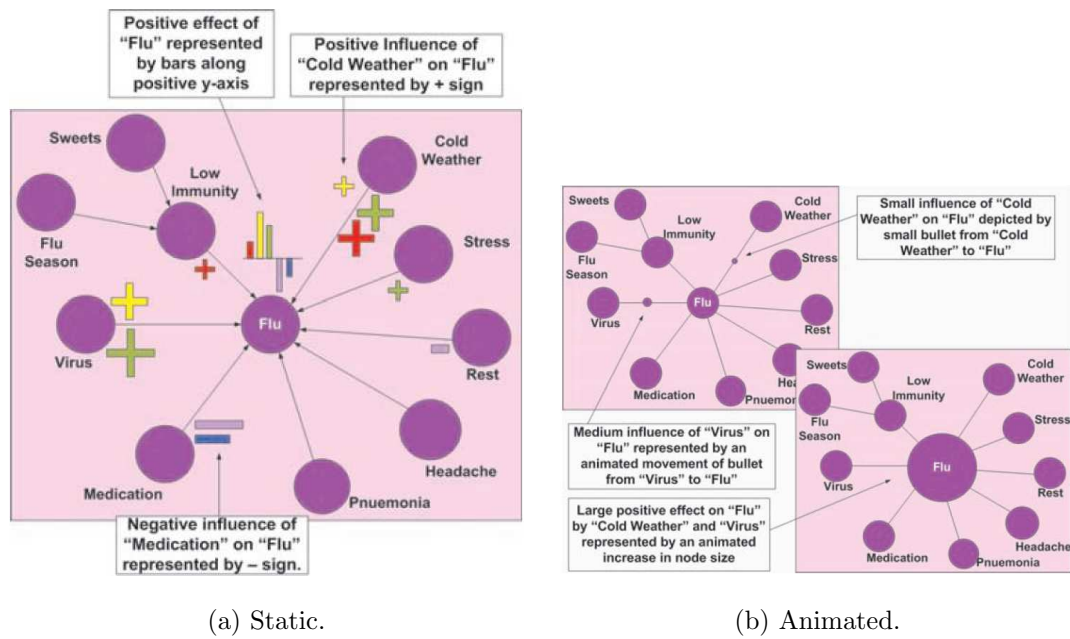 Positive effect of
“Flu” represented
by bars along
positive y-axis
Positive Influence of
“Cold Weather” on “Flu”
represented by + sign
Sweets
Cold
Weather
Low
Immunity
Flu
Season
Stress
Flu
Virus
Rest
Medication
Headache
Pnuemonia
Negative influence of
“Medication” on “Flu”
represented by – sign.
(a) Static.
Sweets
Cold
Weather
Low
Immunity
Flu
Season
Stress
Flu
Virus
Rest
Medication
Hea
Pnuemonia
Small influence of “Cold
Weather” on “Flu” depicted by
small bullet from “Cold
Weather” to “Flu”
Medium influence of “Virus” on
“Flu” represented by an
animated movement of bullet
from “Virus” to “Flu”
Large positive effect on “Flu”
by “Cold Weather” and “Virus”
represented by an animated
increase in node size
Sweets
Cold
Weather
Low
Immunity
Flu
Season
Stress
Flu
Virus
Rest
Medication
Headache
Pnuemonia
(b) Animated.